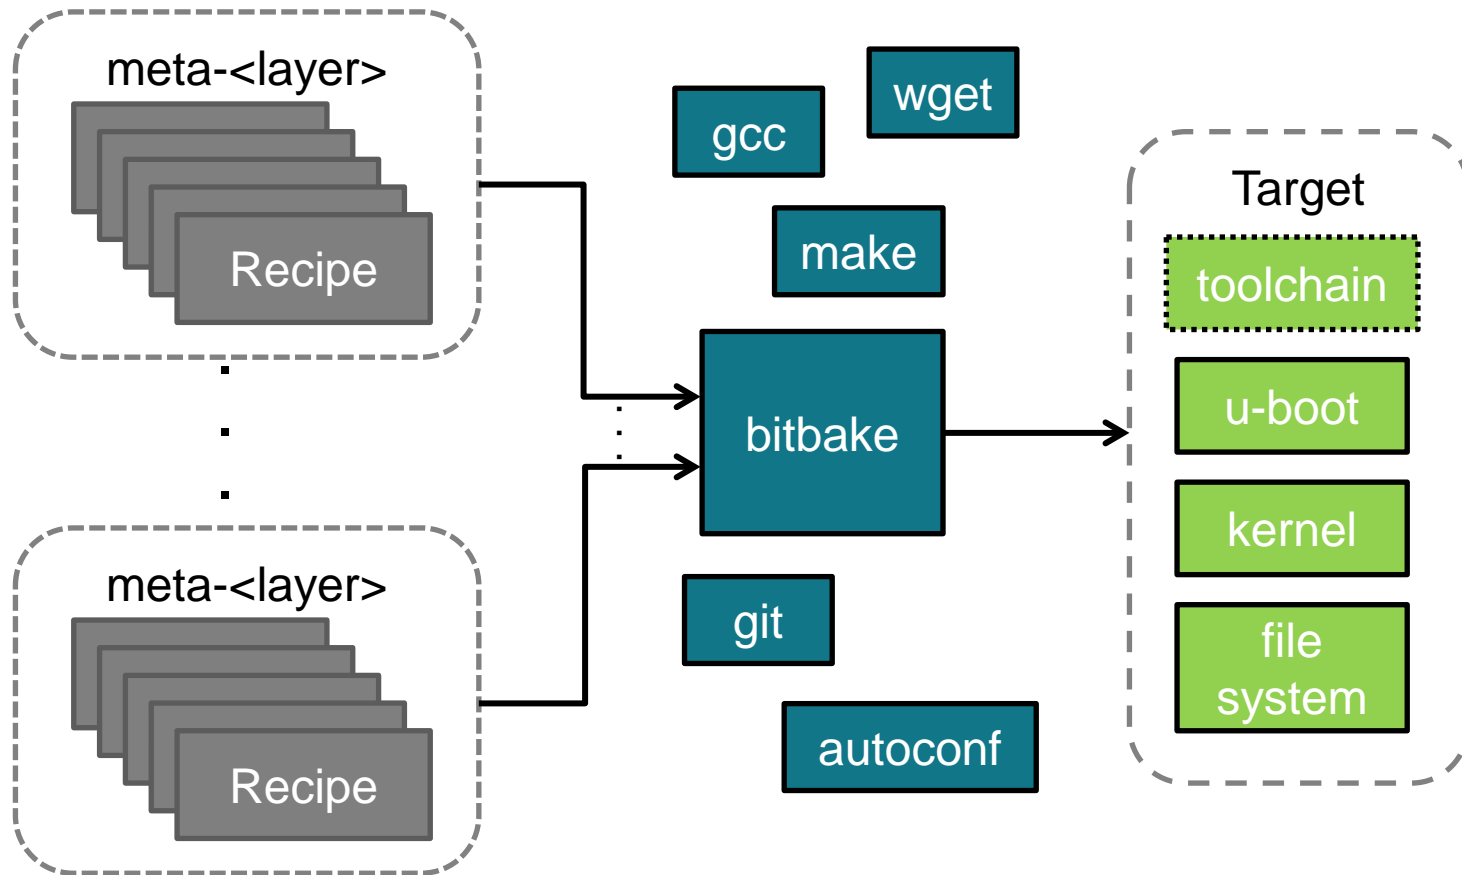 meta-<layer>
Recipe
meta-<layer>
Recipe
gcc
wget
make
bitbake
git
autoconf
Target
toolchain
u-boot
kernel
file
system